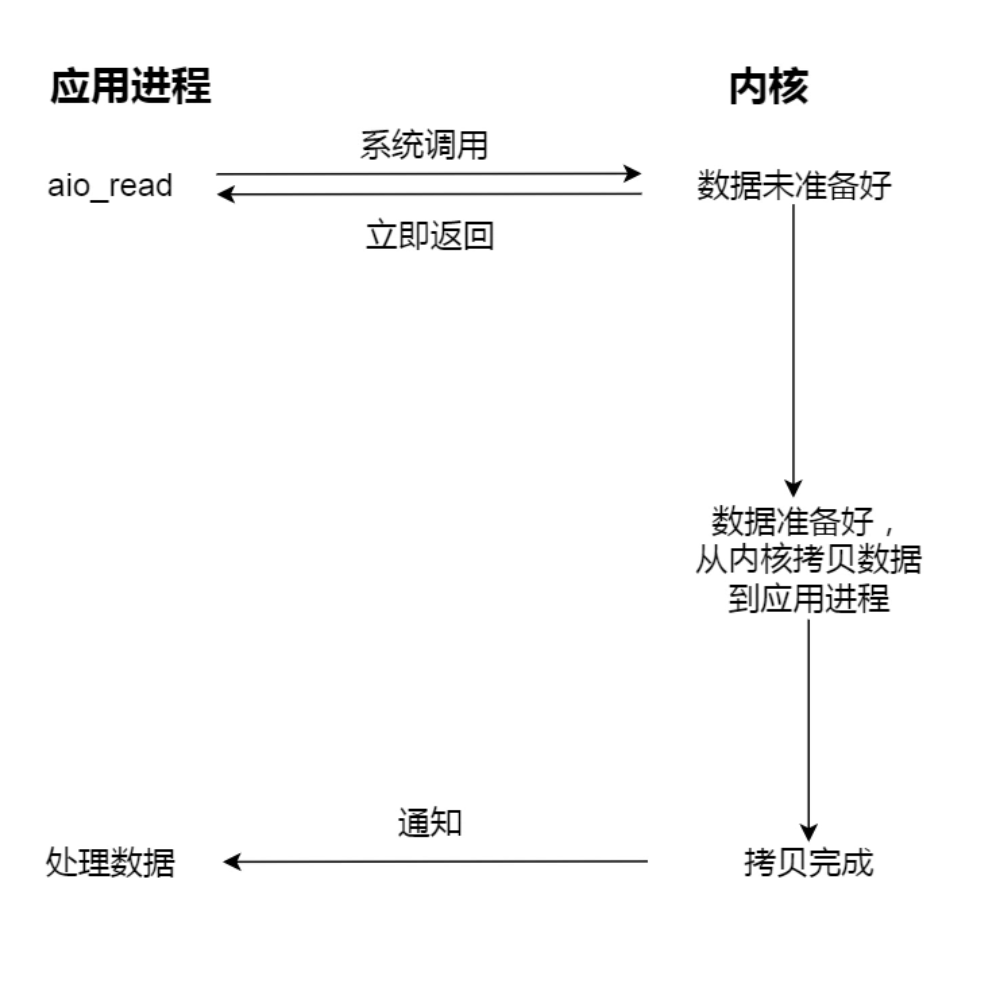 应用进程
内核
系统调用
aio_read
数据未准备好
立即返回
数据准备好，
从内核拷贝数据
到应用进程
通知
处理数据
拷贝完成